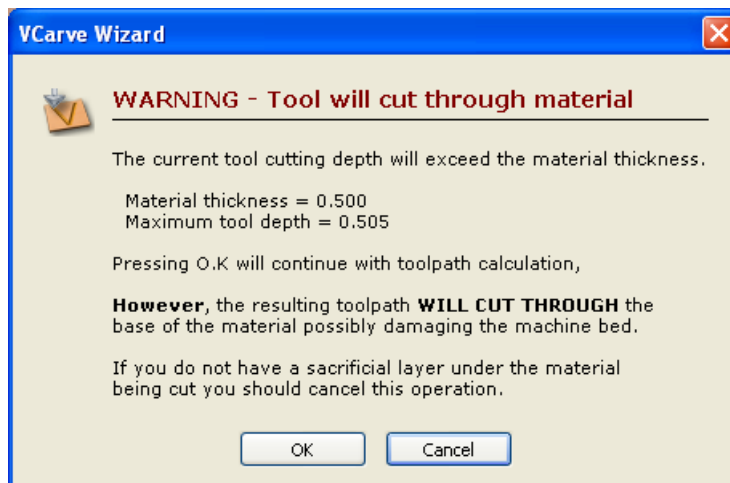 VCarve Wizard
WARNING - Tool will cut through material
The current tool cutting depth will exceed the material thickness.
Material thickness = 0.500
Maximum tool depth = 0.505
Pressing O.K will continue with toolpath calculation,
However, the resulting toolpath WILL CUT THROUGH the
base of the material possibly damaging the machine bed.
If you do not have a sacrificial layer under the material
being cut you should cancel this operation.
OK
Cancel